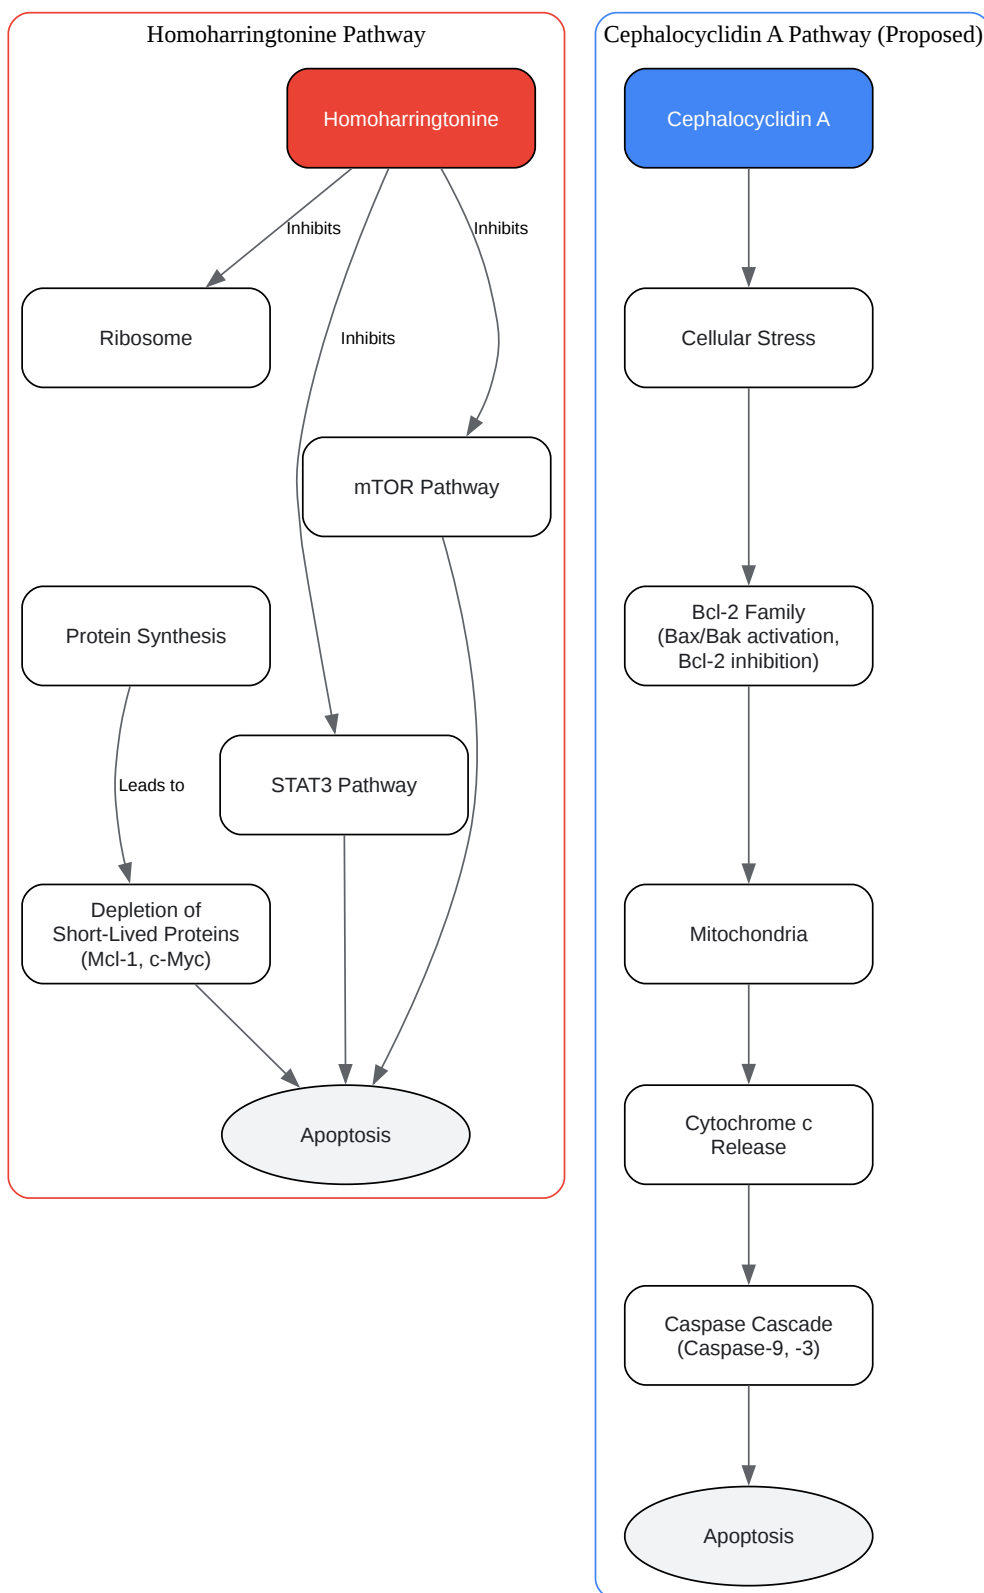 Homoharringtonine Pathway
Homoharringtonine
Inhibits
Inhibits
Ribosome
Inhibits
mTOR Pathway
Protein Synthesis
STAT3 Pathway
Leads to
Depletion of
Short-Lived Proteins
(Mcl-1, c-Myc)
Apoptosis
Cephalocyclidin A Pathway (Proposed)
Cephalocyclidin A
Cellular Stress
Bcl-2 Family
(Bax/Bak activation,
Bcl-2 inhibition)
Mitochondria
Cytochrome c
Release
Caspase Cascade
(Caspase-9, -3)
Apoptosis